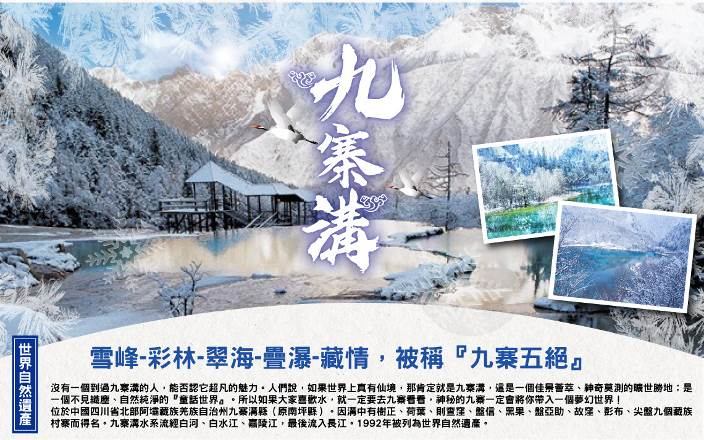 九寨溝
世界自然遺產
雪峰-彩林-翠海-疊瀑-藏情，被稱『九寨五絕』
沒有一個到過九寨溝的人，能否認它超凡的魅力。人們說，如果世界上真有仙境，那肯定就是九寨溝，這是一個佳景薈萃、神奇莫測的曠世勝地；是
一個不見纖塵、自然純淨的『童話世界』。所以如果大家喜歡水，就一定要去九寨看看，神秘的九寨一定會將你帶入一個夢幻世界！
位於中國四川省北部阿壩藏族羌族自治州九寨溝縣（原南坪縣）。因溝中有樹正、荷葉、則查窪、盤信、黑果、盤亞助、故窪、彭布、尖盤九個藏族
村寨而得名。九寨溝水系流經白河、白水江、嘉陵江，最後流入長江。1992年被列為世界自然遺產。